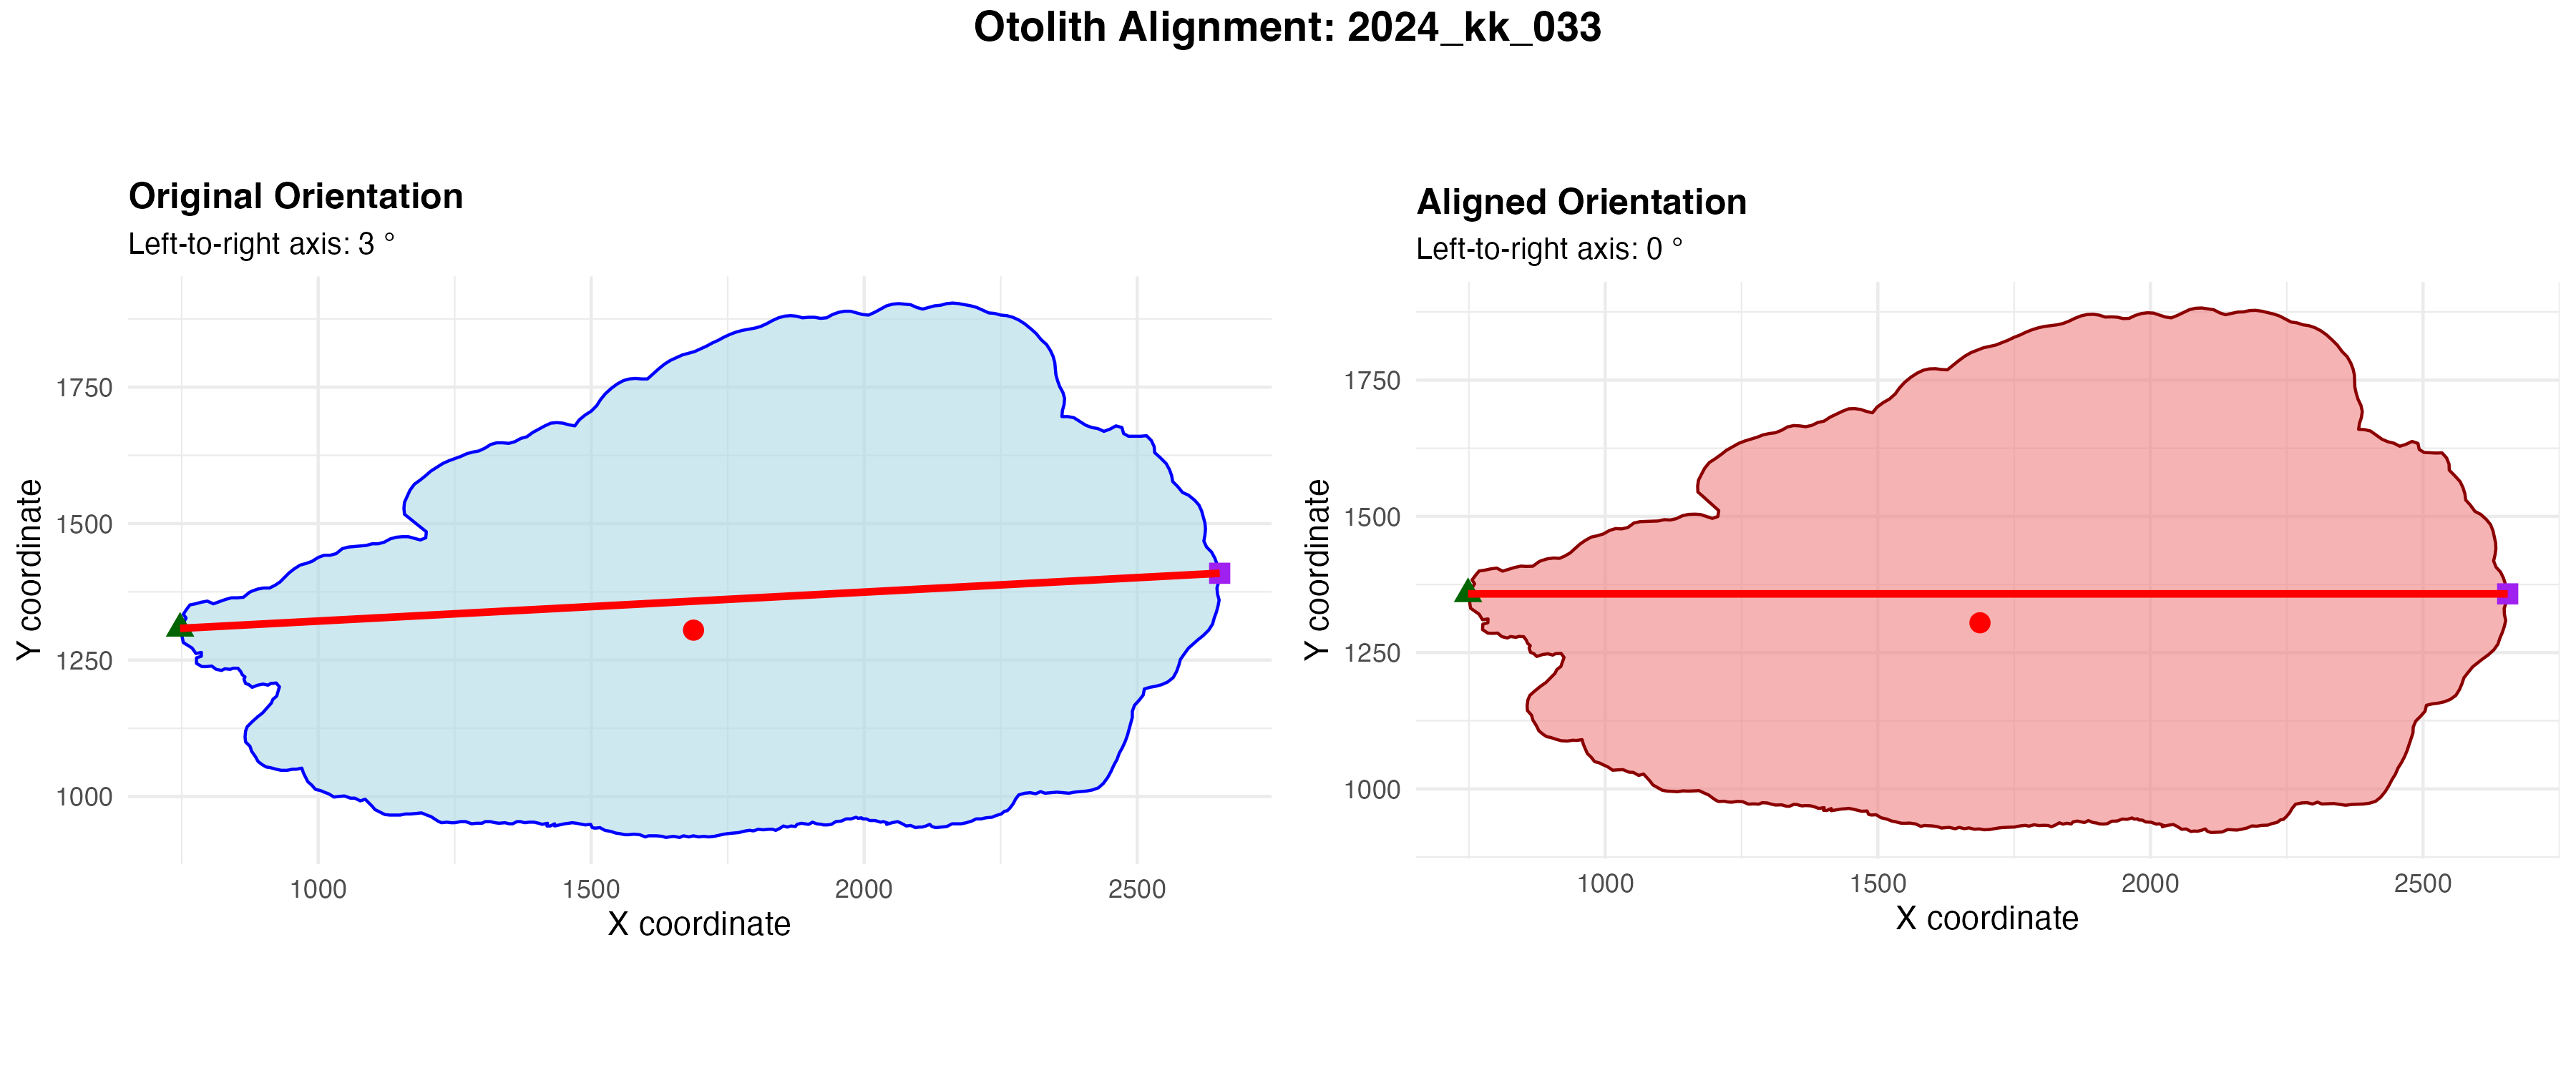 Otolith Alignment: 2024_kk_033
Original Orientation
Left-to-right axis: 3 °
Y coordinate
1750
1500
1250
1000
1000 1500 2000 2500
X coordinate
Aligned Orientation
Left-to-right axis: 0 °
Y coordinate
1750
1500
1250
1000
1000 1500 2000 2500
X coordinate